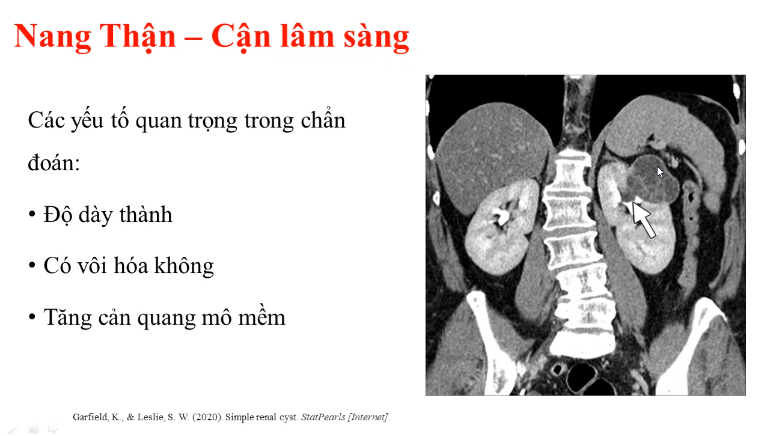 Nang Thận – Cận lâm sàng
Các yếu tố quan trọng trong chẩn
đoán:
• Độ dày thành
• Có vôi hóa không
• Tăng cản quang mô mềm
Garfield, K., & Leslie, S. W. (2020). Simple renal cyst. StatPearls [Internet].